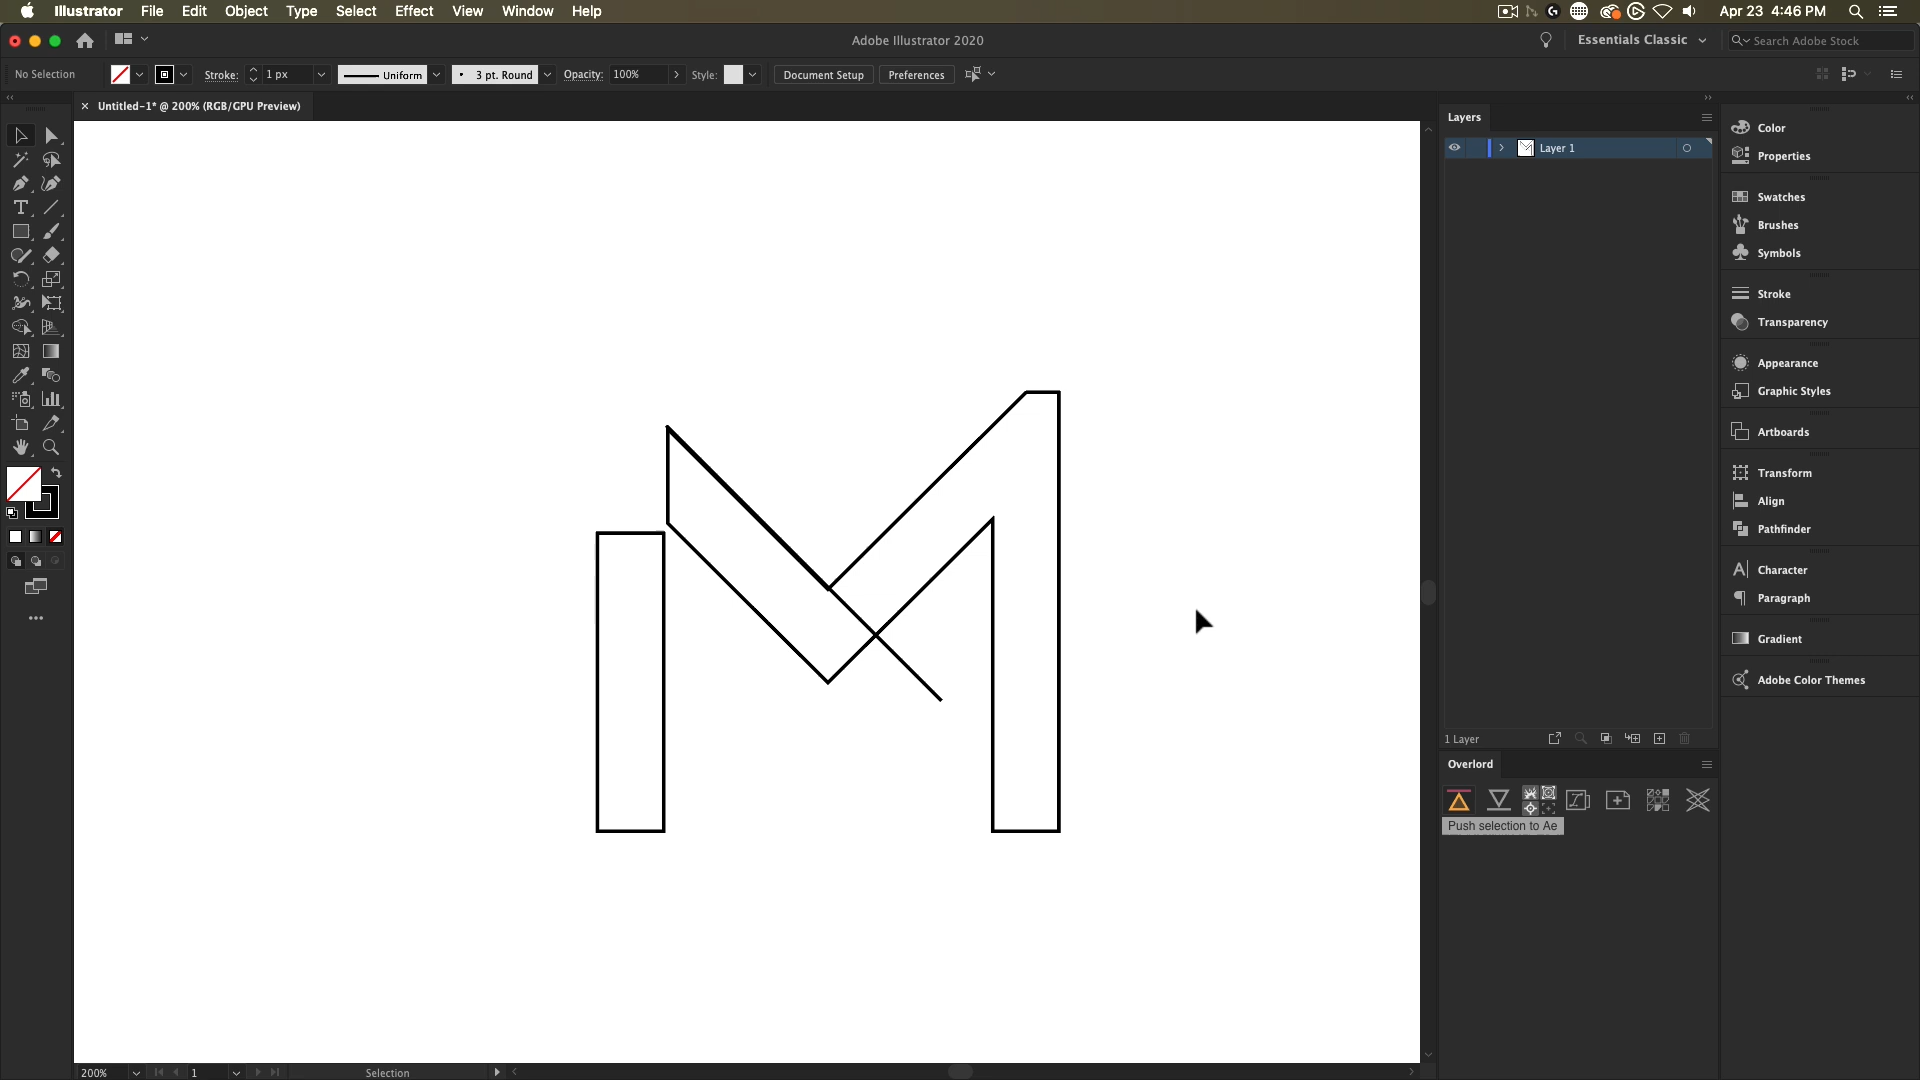 Illustrator File Edit Object Type Select Effect View Window Help Apr 23 4:46 PM
Adobe Illustrator 2020 Essentials Classic Search Adobe Stock
No Selection Stroke: 1 px Uniform 3 pt. Round Opacity: 100% Style: Document Setup Preferences
Untitled-1* @ 200% (RGB/GPU Preview)
Layers
Layer 1
Color
Properties
Swatches
Brushes
Symbols
Stroke
Transparency
Appearance
Graphic Styles
Artboards
Transform
Align
Pathfinder
Character
Paragraph
Gradient
Adobe Color Themes
1 Layer
Overlord
Push selection to Ae
200% 1 Selection